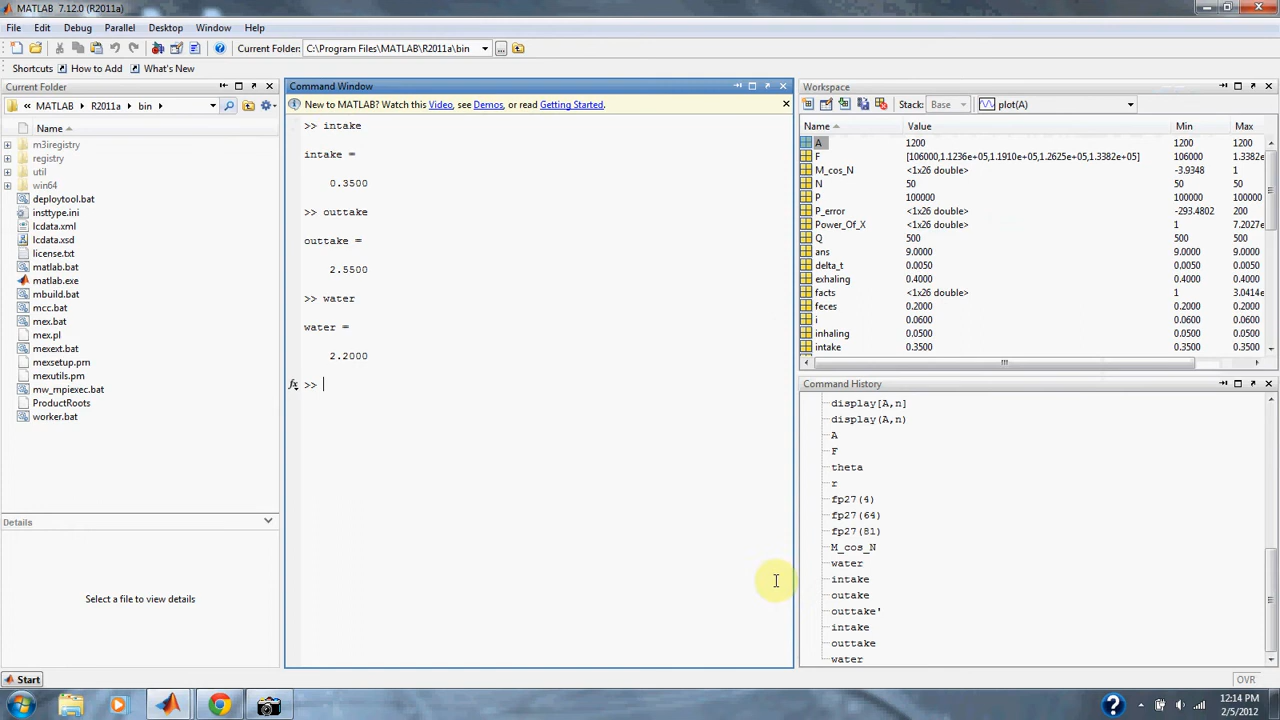 MATLAB 7.12.0 (R2011a)
File Edit Debug Parallel Desktop Window Help
Current Folder: C:\Program Files\MATLAB\R2011a\bin
Shortcuts How to Add What's New
Current Folder
« MATLAB ▸ R2011a ▸ bin ▸
Name
m3iregistry
registry
util
win64
deploytool.bat
insttype.ini
lcdata.xml
lcdata.xsd
license.txt
matlab.bat
matlab.exe
mbuild.bat
mcc.bat
mex.bat
mex.pl
mexext.bat
mexsetup.pm
mexutils.pm
mw_mpiexec.bat
ProductRoots
worker.bat
Details
Select a file to view details
Command Window
New to MATLAB? Watch this Video, see Demos, or read Getting Started.
>> intake
intake =
0.3500
>> outtake
outtake =
2.5500
>> water
water =
2.2000
fx >>
Workspace
Stack: Base plot(A)
Name Value Min Max
A 1200 1200 1200
F [106000,1.1236e+05,1.1910e+05,1.2625e+05,1.3382e+05] 106000 1.3382e
M_cos_N <1x26 double> -3.9348 1
N 50 50 50
P 100000 100000 100000
P_error <1x26 double> -293.4802 200
Power_Of_X <1x26 double> 1 7.2027e
Q 500 500 500
ans 9.0000 9.0000 9.0000
delta_t 0.0050 0.0050 0.0050
exhaling 0.4000 0.4000 0.4000
facts <1x26 double> 1 3.0414e
feces 0.2000 0.2000 0.2000
i 0.0600 0.0600 0.0600
inhaling 0.0500 0.0500 0.0500
intake 0.3500 0.3500 0.3500
Command History
display[A,n]
display(A,n)
A
F
theta
r
fp27(4)
fp27(64)
fp27(81)
M_cos_N
water
intake
outake
outtake'
intake
outtake
water
Start
OVR
12:14 PM
2/5/2012